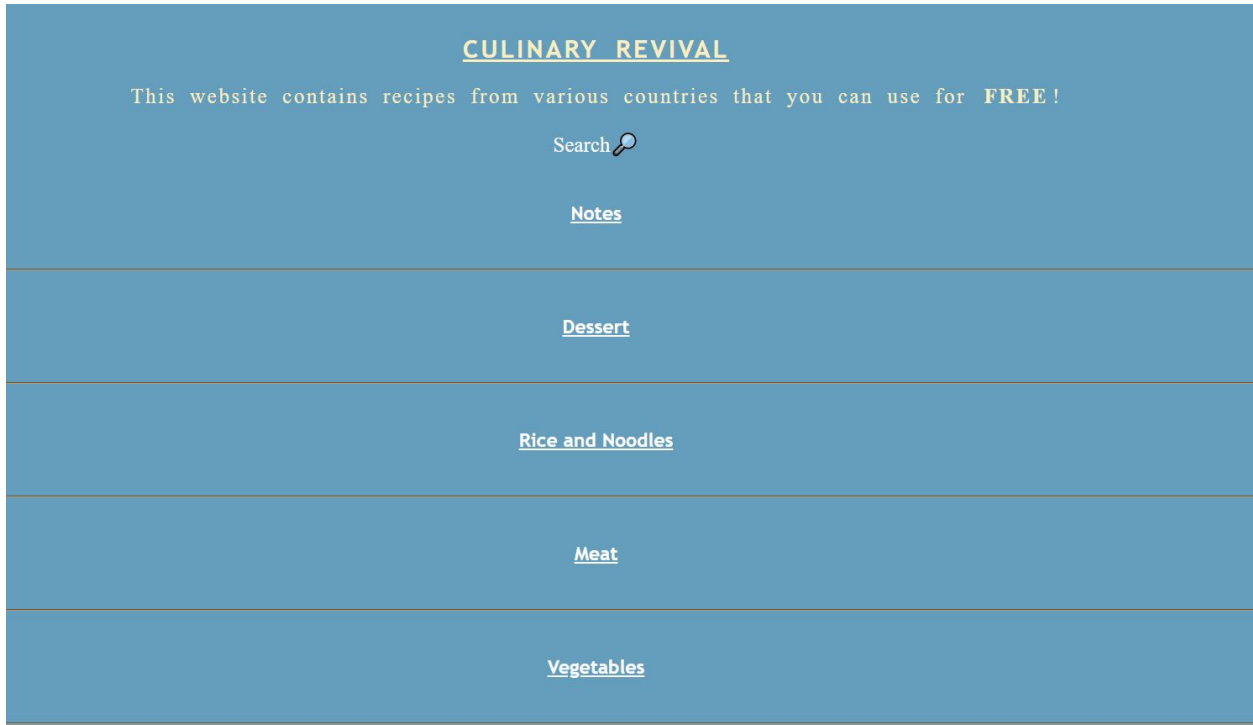 CULINARY REVIVAL
This website contains recipes from various countries that you can use for FREE!
Search
Notes
Dessert
Rice and Noodles
Meat
Vegetables